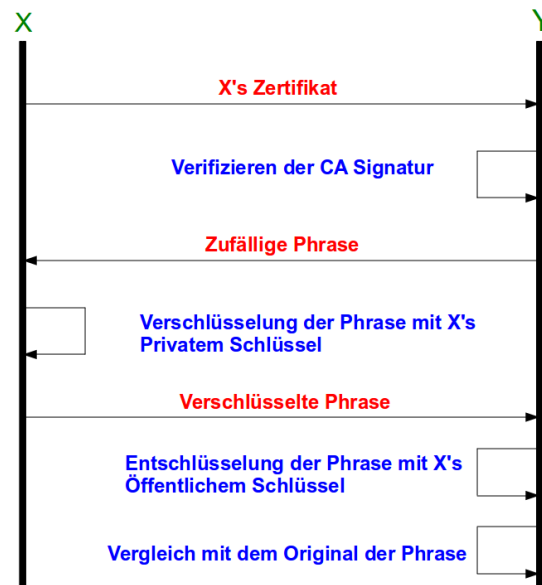 X
Y
X's Zertifikat
Verifizieren der CA Signatur
Zufällige Phrase
Verschlüsselung der Phrase mit X's
Privatem Schlüssel
Verschlüsselte Phrase
Entschlüsselung der Phrase mit X's
Öffentlichem Schlüssel
Vergleich mit dem Original der Phrase